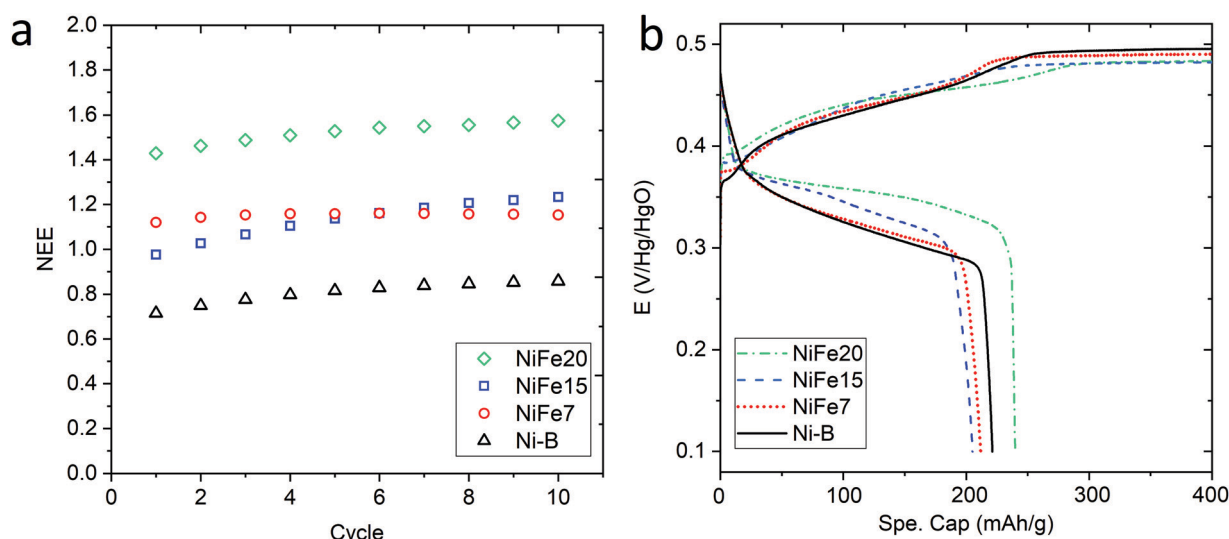 a
2.0
1.8
1.6
1.4
1.2
1.0
0.8
0.6
0.4
0.2
0.0
NEE
0 2 4 6 8 10
Cycle
NiFe20
NiFe15
NiFe7
Ni-B
b
0.5
0.4
0.3
0.2
0.1
E (V/Hg/HgO)
0 100 200 300 400
Spe. Cap (mAh/g)
NiFe20
NiFe15
NiFe7
Ni-B